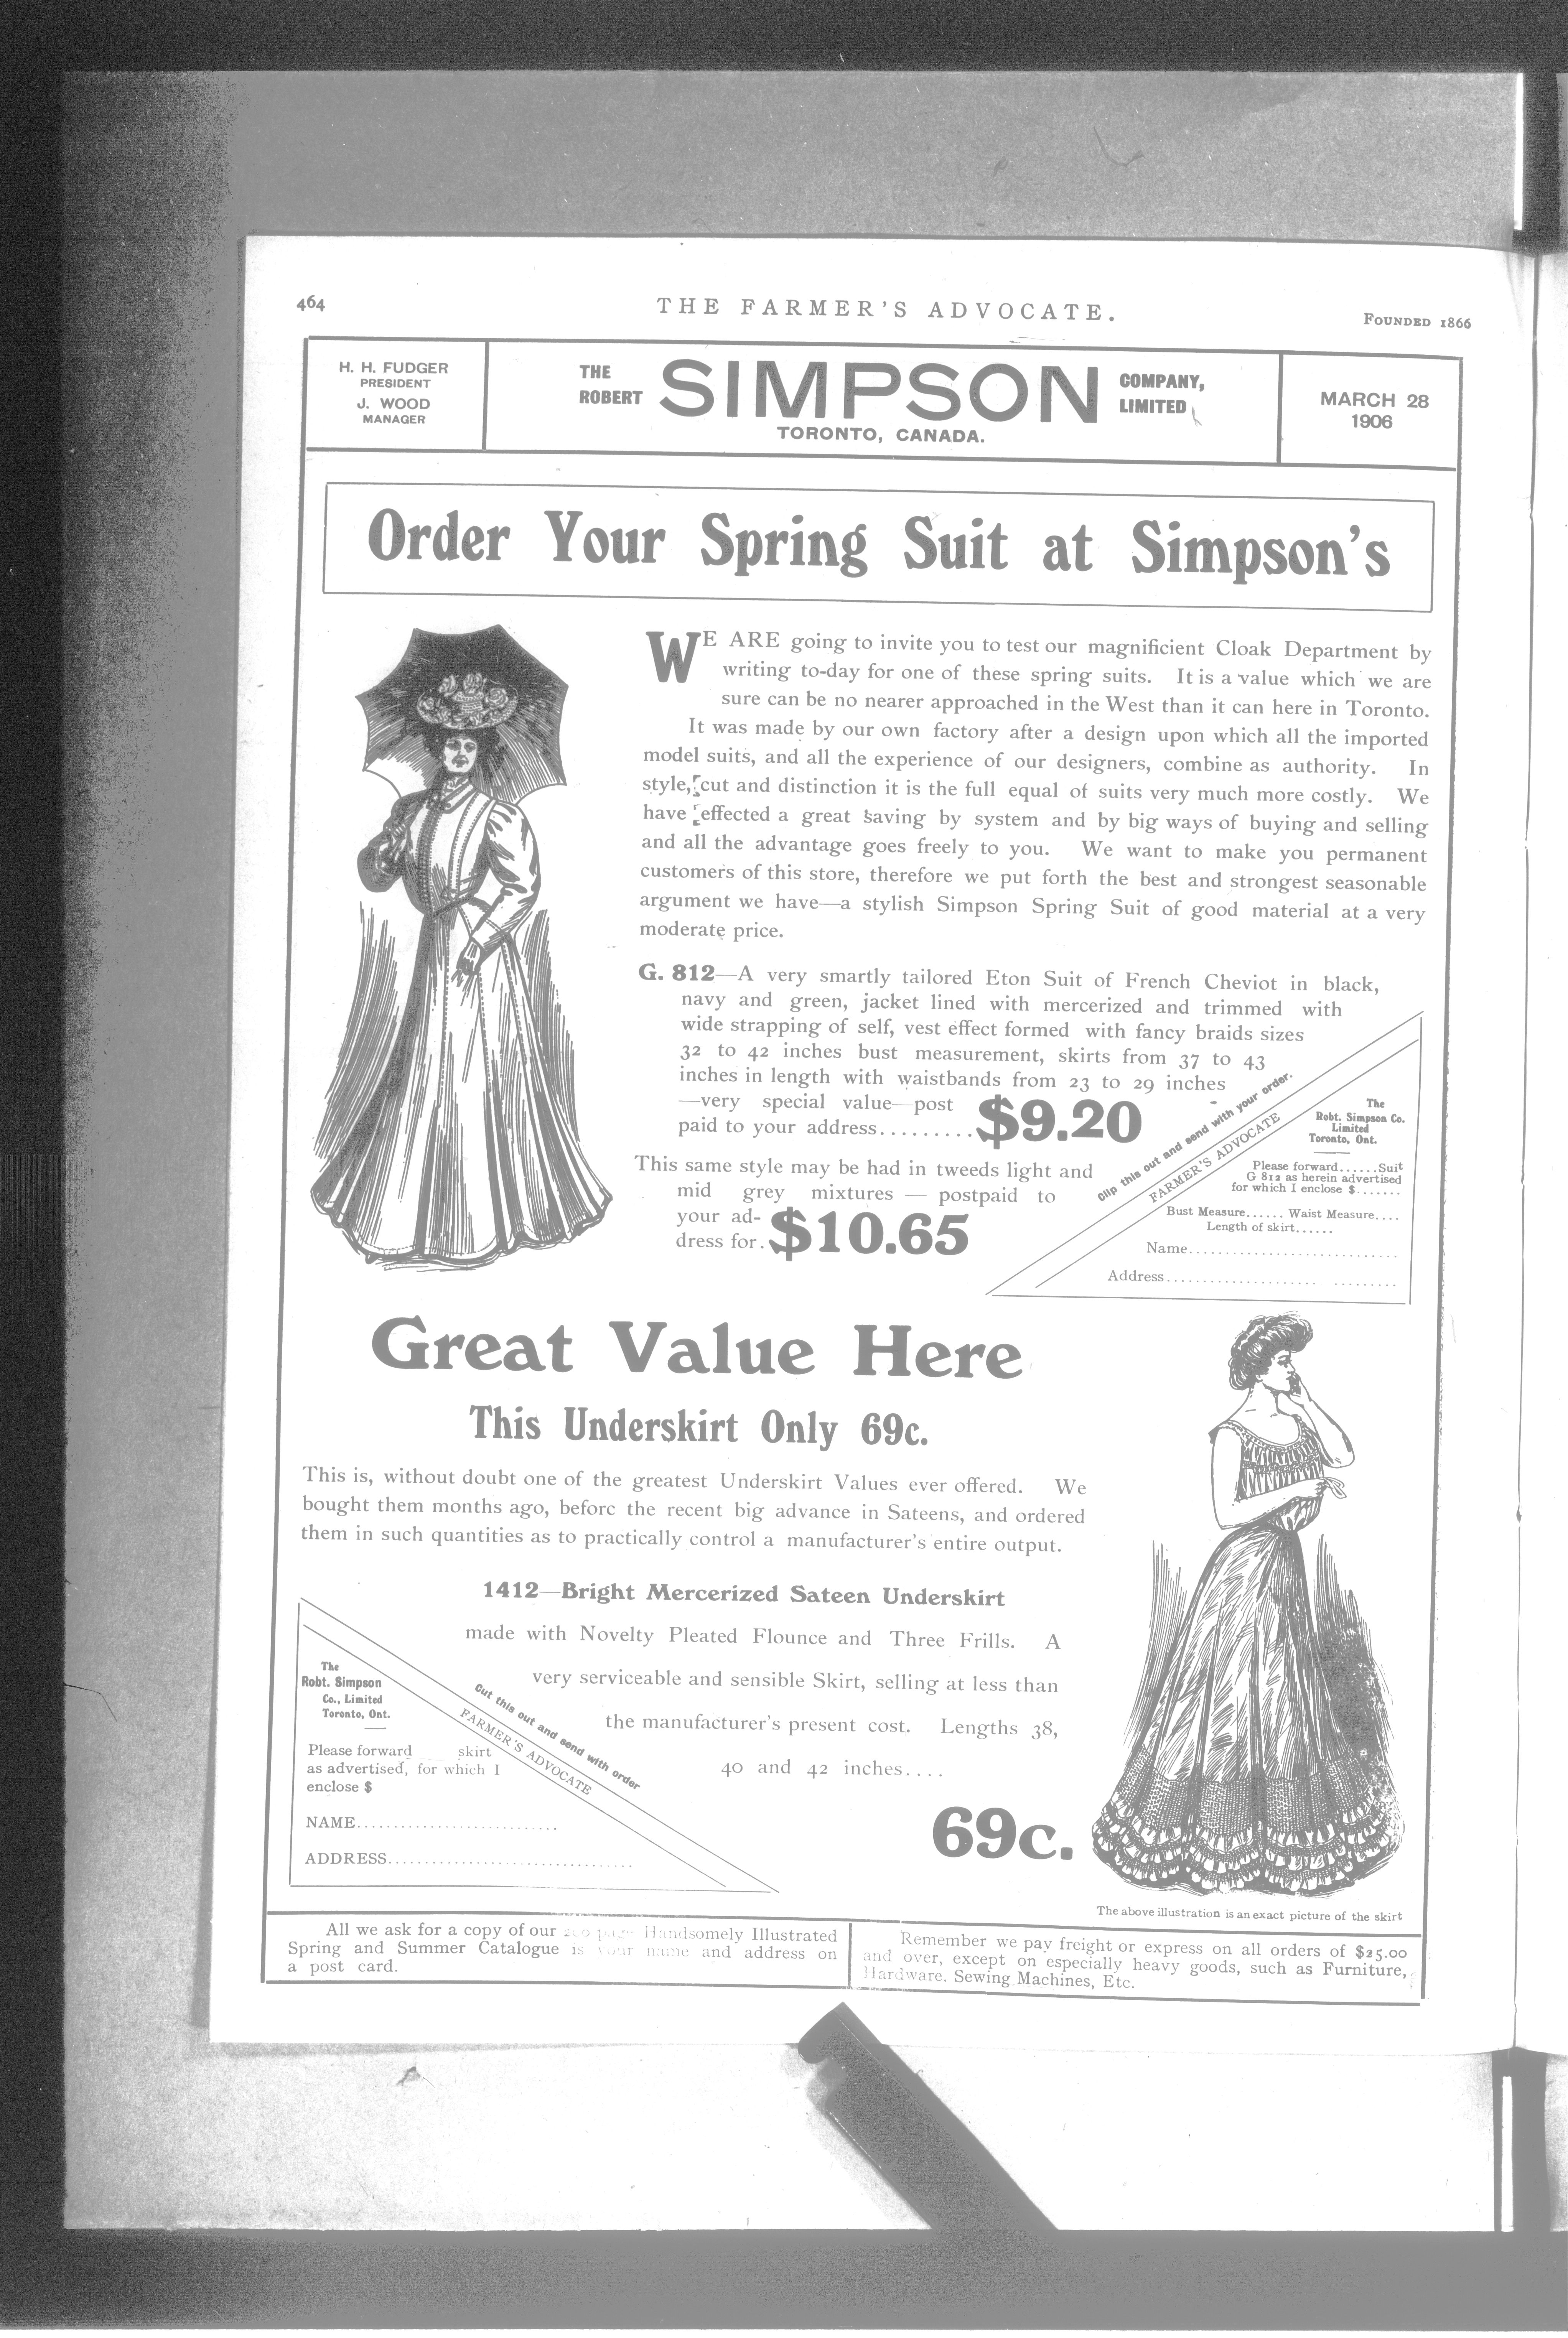 464
THE FARMER'S ADVOCATE.
FOUNDED 1866
H. H. FUDGER
PRESIDENT
J. WOOD
MANAGER
THE
ROBERT
SIMPSON
COMPANY,
LIMITED
TORONTO, CANADA.
MARCH 28
1906
Order Your Spring Suit at Simpson's
WE ARE going to invite you to test our magnificient Cloak Department by
writing to-day for one of these spring suits. It is a value which we are
sure can be no nearer approached in the West than it can here in Toronto.
It was made by our own factory after a design upon which all the imported
model suits, and all the experience of our designers, combine as authority. In
style, cut and distinction it is the full equal of suits very much more costly. We
have effected a great saving by system and by big ways of buying and selling
and all the advantage goes freely to you. We want to make you permanent
customers of this store, therefore we put forth the best and strongest seasonable
argument we have—a stylish Simpson Spring Suit of good material at a very
moderate price.
G. 812—A very smartly tailored Eton Suit of French Cheviot in black,
navy and green, jacket lined with mercerized and trimmed with
wide strapping of self, vest effect formed with fancy braids sizes
32 to 42 inches bust measurement, skirts from 37 to 43
inches in length with waistbands from 23 to 29 inches
—very special value—post
paid to your address......... $9.20
This same style may be had in tweeds light and
mid grey mixtures — postpaid to
your ad-
dress for. $10.65
Clip this out and send with your order.
FARMER'S ADVOCATE
The
Robt. Simpson Co.
Limited
Toronto, Ont.
Please forward......Suit
G 812 as herein advertised
for which I enclose $.......
Bust Measure...... Waist Measure....
Length of skirt......
Name............................
Address..................... .........
Great Value Here
This Underskirt Only 69c.
This is, without doubt one of the greatest Underskirt Values ever offered. We
bought them months ago, before the recent big advance in Sateens, and ordered
them in such quantities as to practically control a manufacturer's entire output.
1412—Bright Mercerized Sateen Underskirt
made with Novelty Pleated Flounce and Three Frills. A
very serviceable and sensible Skirt, selling at less than
the manufacturer's present cost. Lengths 38,
40 and 42 inches....
69c.
Cut this out and send with order
FARMER'S ADVOCATE
The
Robt. Simpson
Co., Limited
Toronto, Ont.
Please forward skirt
as advertised, for which I
enclose $
NAME...........................
ADDRESS.................................
The above illustration is an exact picture of the skirt
All we ask for a copy of our page Handsomely Illustrated
Spring and Summer Catalogue is your name and address on
a post card.
Remember we pay freight or express on all orders of $25.00
and over, except on especially heavy goods, such as Furniture,
Hardware. Sewing Machines, Etc.